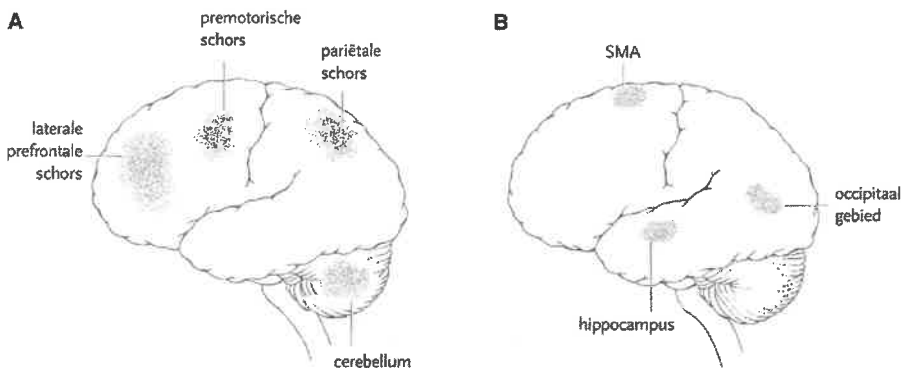 A
premotorische
schors
pariëtale
schors
laterale
prefrontale
schors
cerebellum
B
SMA
occipitaal
gebied
hippocampus